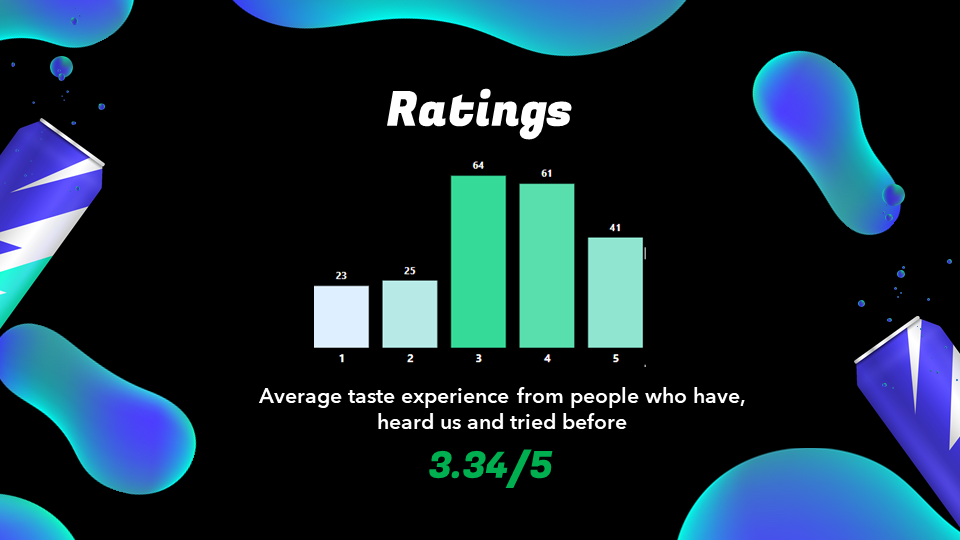 Ratings
64
61
41
25
23
1 2 3 4 5
Average taste experience from people who have,
heard us and tried before
3.34/5